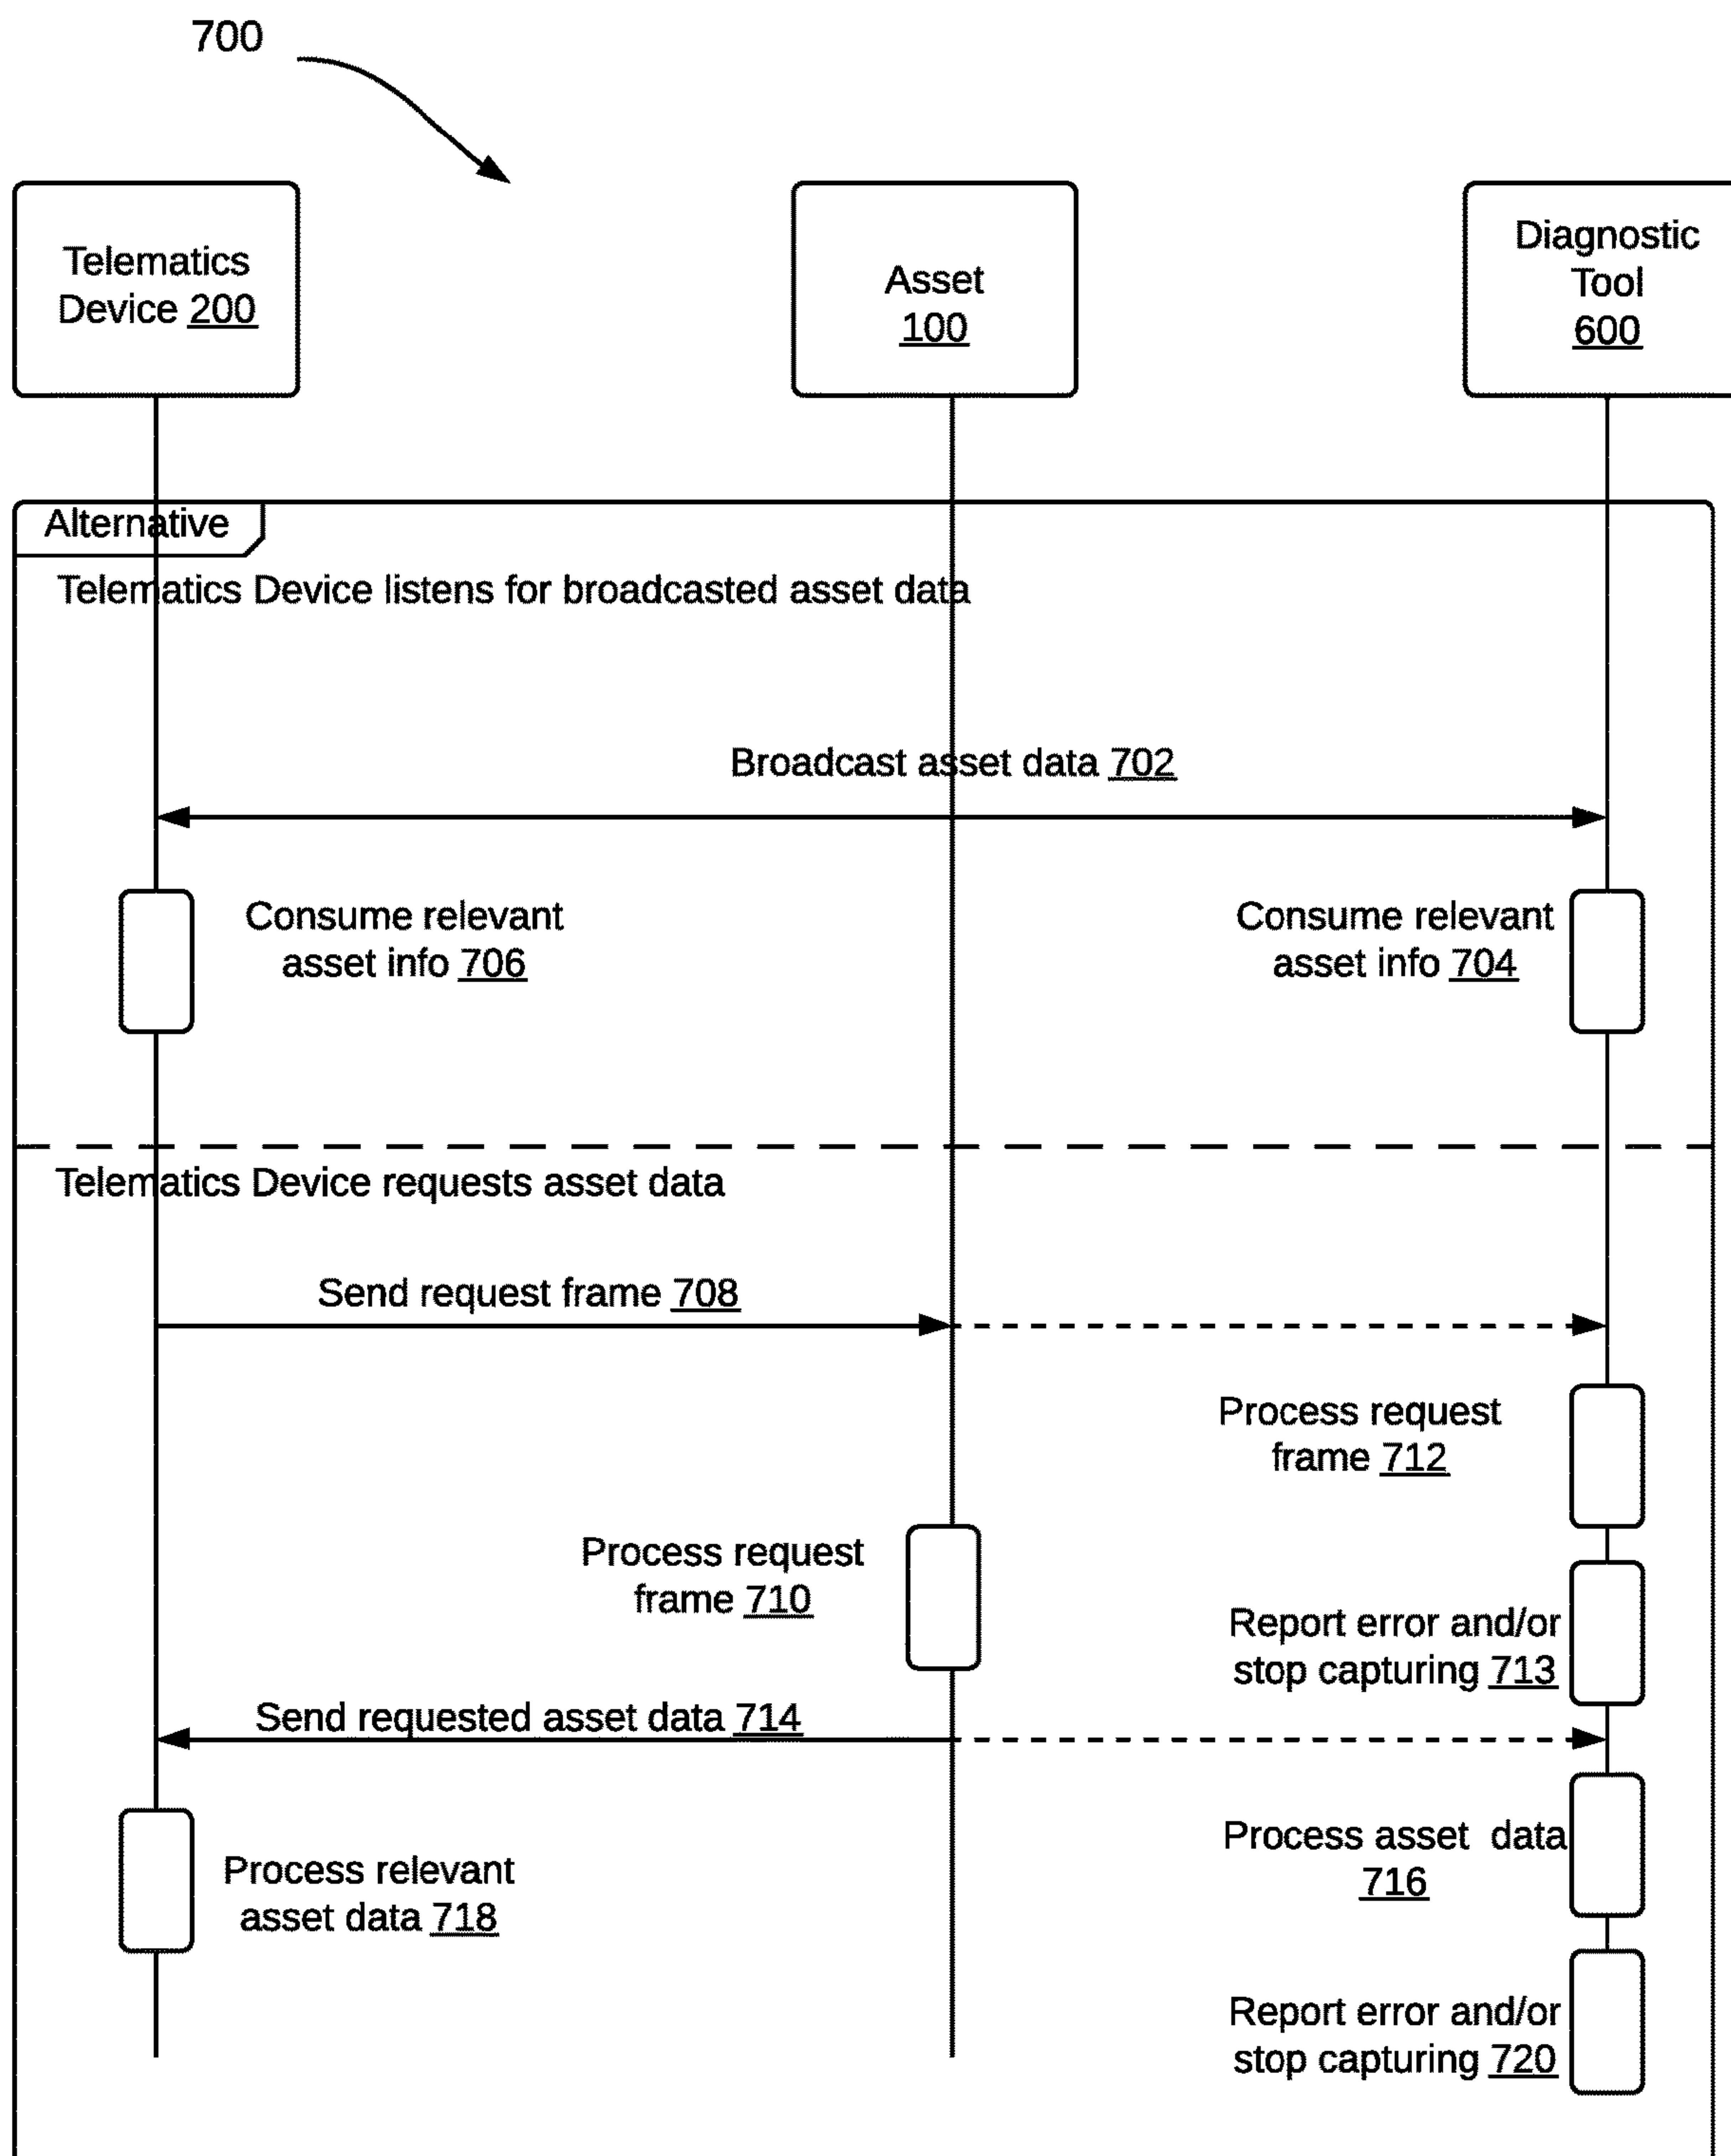 700
Telematics
Device 200
Asset
100
Diagnostic
Tool
600
Alternative
Telematics Device listens for broadcasted asset data
Broadcast asset data 702
Consume relevant
asset info 706
Consume relevant
asset info 704
Telematics Device requests asset data
Send request frame 708
Process request
frame 712
Process request
frame 710
Report error and/or
stop capturing 713
Send requested asset data 714
Process asset data
716
Process relevant
asset data 718
Report error and/or
stop capturing 720